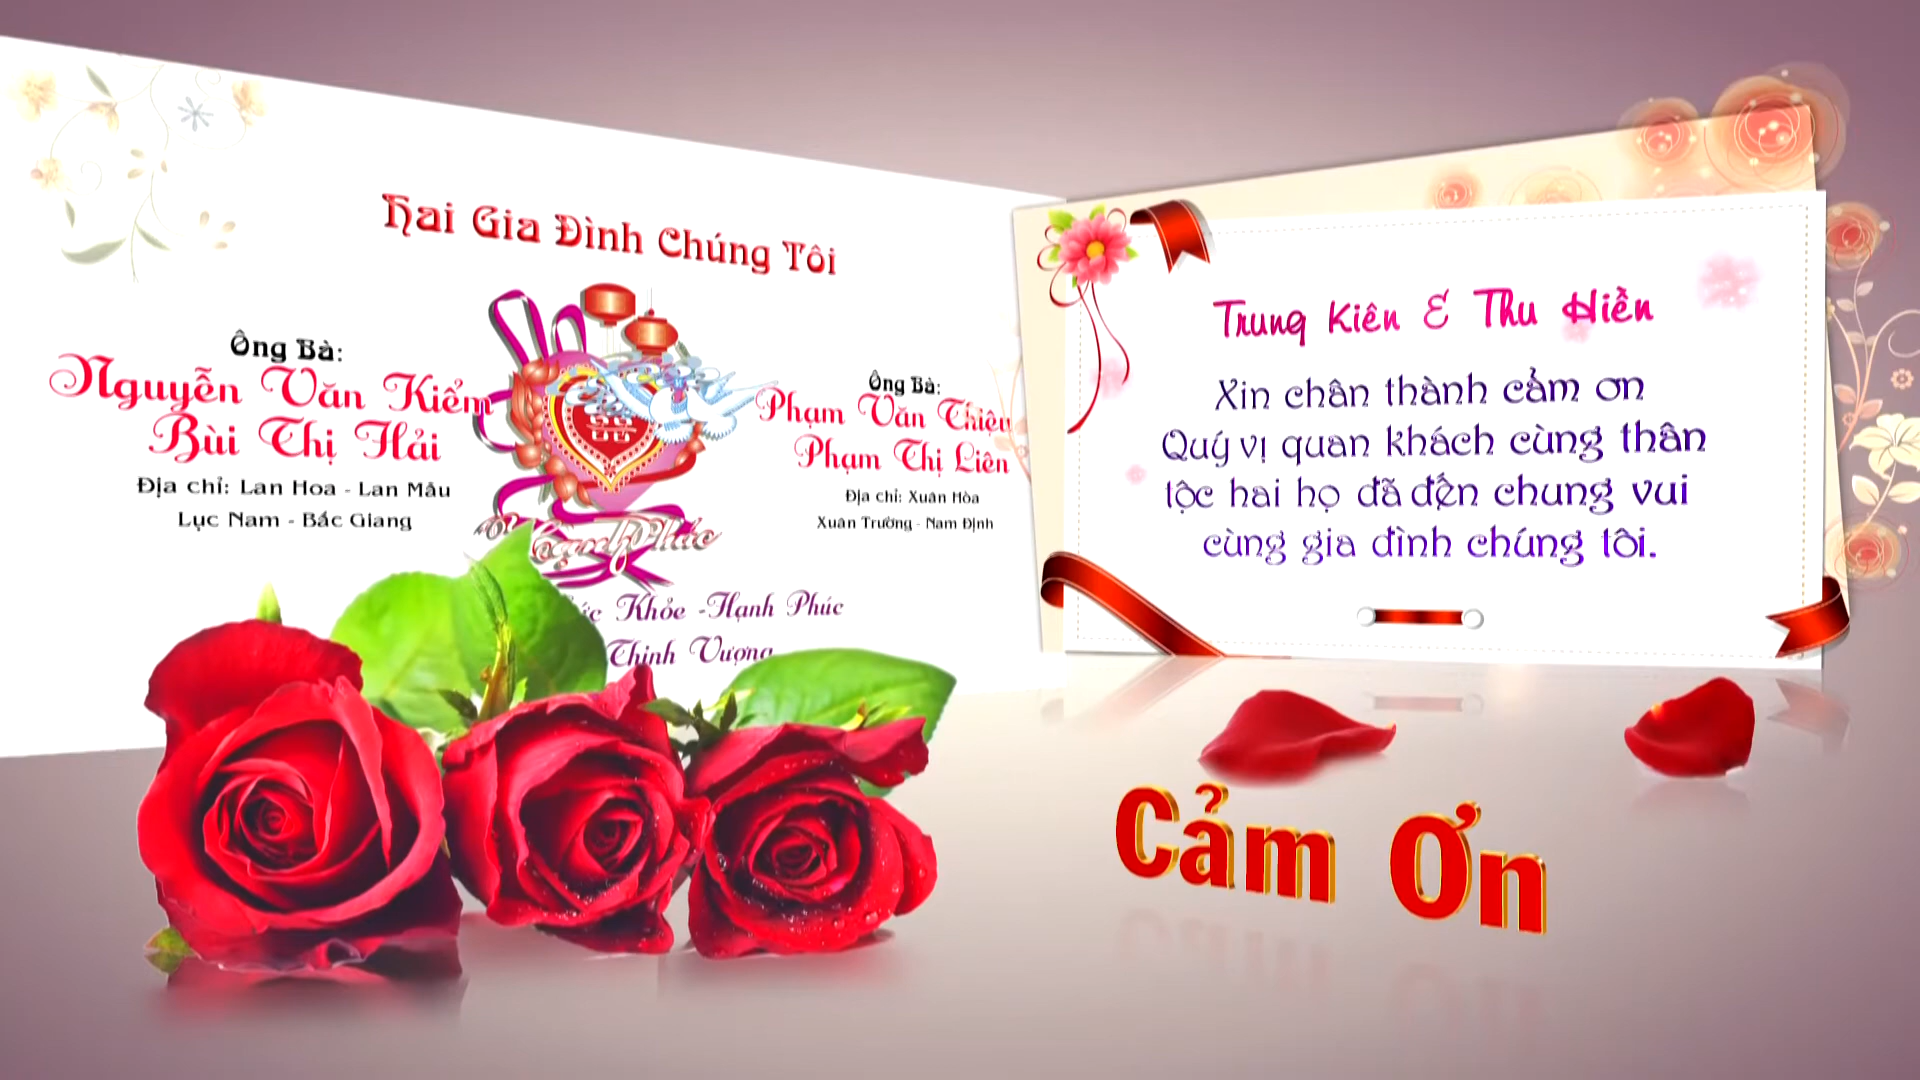 Hai Gia Đình Chúng Tôi
Ông Bà:
Nguyễn Văn Kiểm
Bùi Thị Hải
Địa chỉ: Lan Hoa - Lan Mẫu
Lục Nam - Bắc Giang
Ông Bà:
Phạm Văn Thiệu
Phạm Thị Liên
Địa chỉ: Xuân Hòa
Xuân Trường - Nam Định
Hạnh Phúc
Khỏe - Hạnh Phúc
Thịnh Vượng
Trung Kiên & Thu Hiền
Xin chân thành cảm ơn
Quý vị quan khách cùng thân
tộc hai họ đã đến chung vui
cùng gia đình chúng tôi.
Cảm Ơn